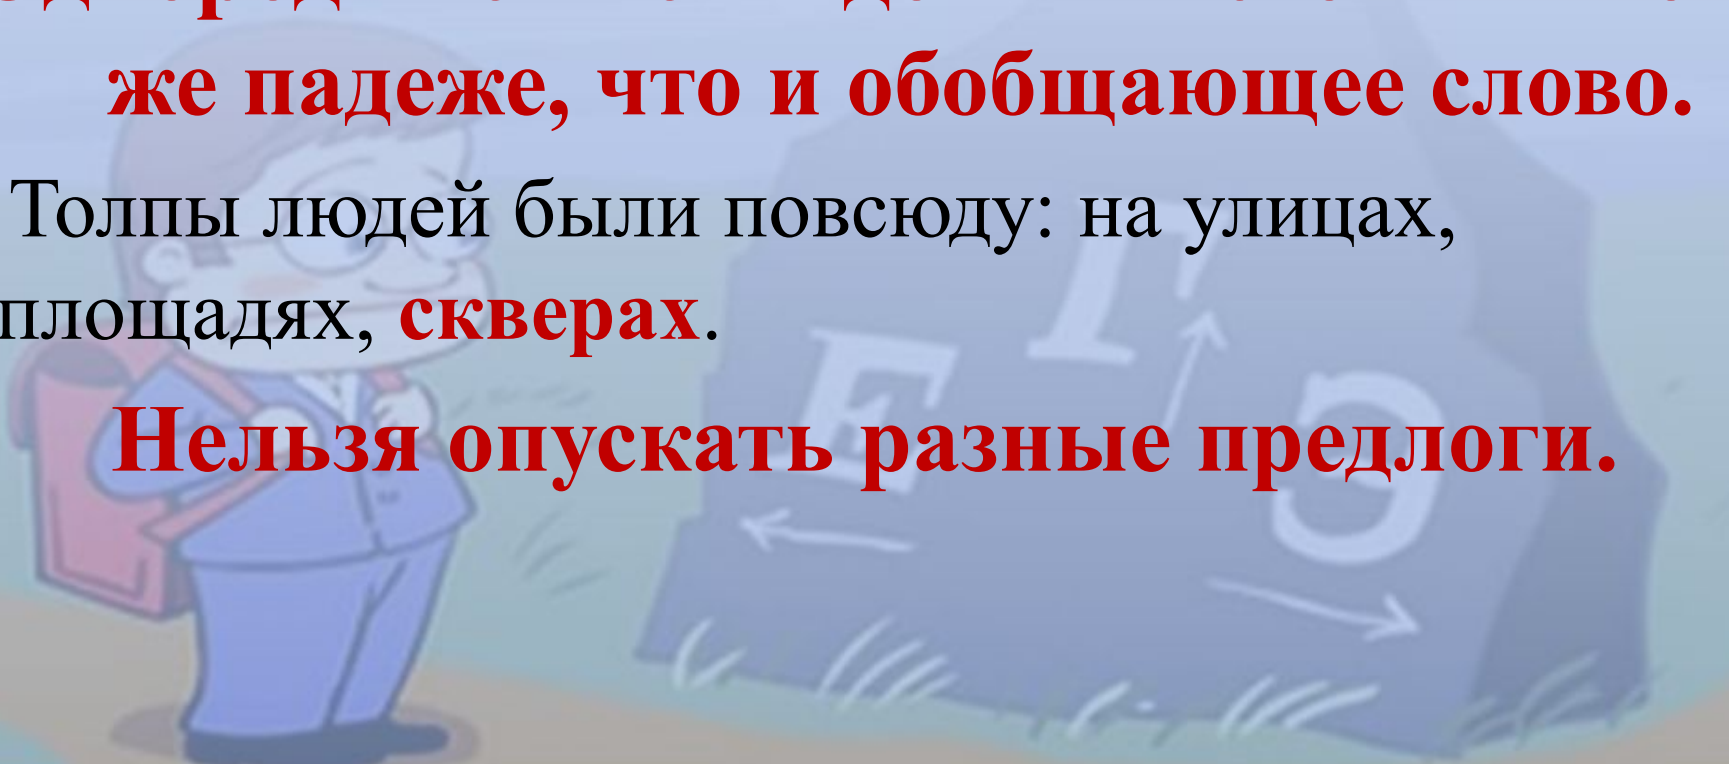 же падеже, что и обобщающее слово.
Толпы людей были повсюду: на улицах,
площадях, скверах.
Нельзя опускать разные предлоги.
Г
Е
Э